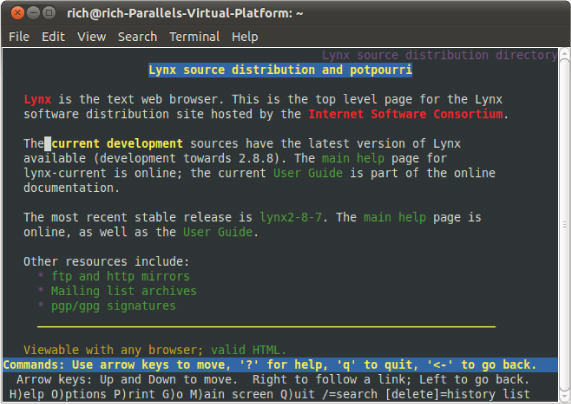 rich@rich-Parallels-Virtual-Platform: ~
File Edit View Search Terminal Help
Lynx source distribution directory
Lynx source distribution and potpourri
Lynx is the text web browser. This is the top level page for the Lynx
software distribution site hosted by the Internet Software Consortium.
The current development sources have the latest version of Lynx
available (development towards 2.8.8). The main help page for
lynx-current is online; the current User Guide is part of the online
documentation.
The most recent stable release is lynx2-8-7. The main help page is
online, as well as the User Guide.
Other resources include:
* ftp and http mirrors
* Mailing list archives
* pgp/gpg signatures
Viewable with any browser; valid HTML.
Commands: Use arrow keys to move, '?' for help, 'q' to quit, '<-' to go back.
Arrow keys: Up and Down to move. Right to follow a link; Left to go back.
H)elp O)ptions P)rint G)o M)ain screen Q)uit /=search [delete]=history list